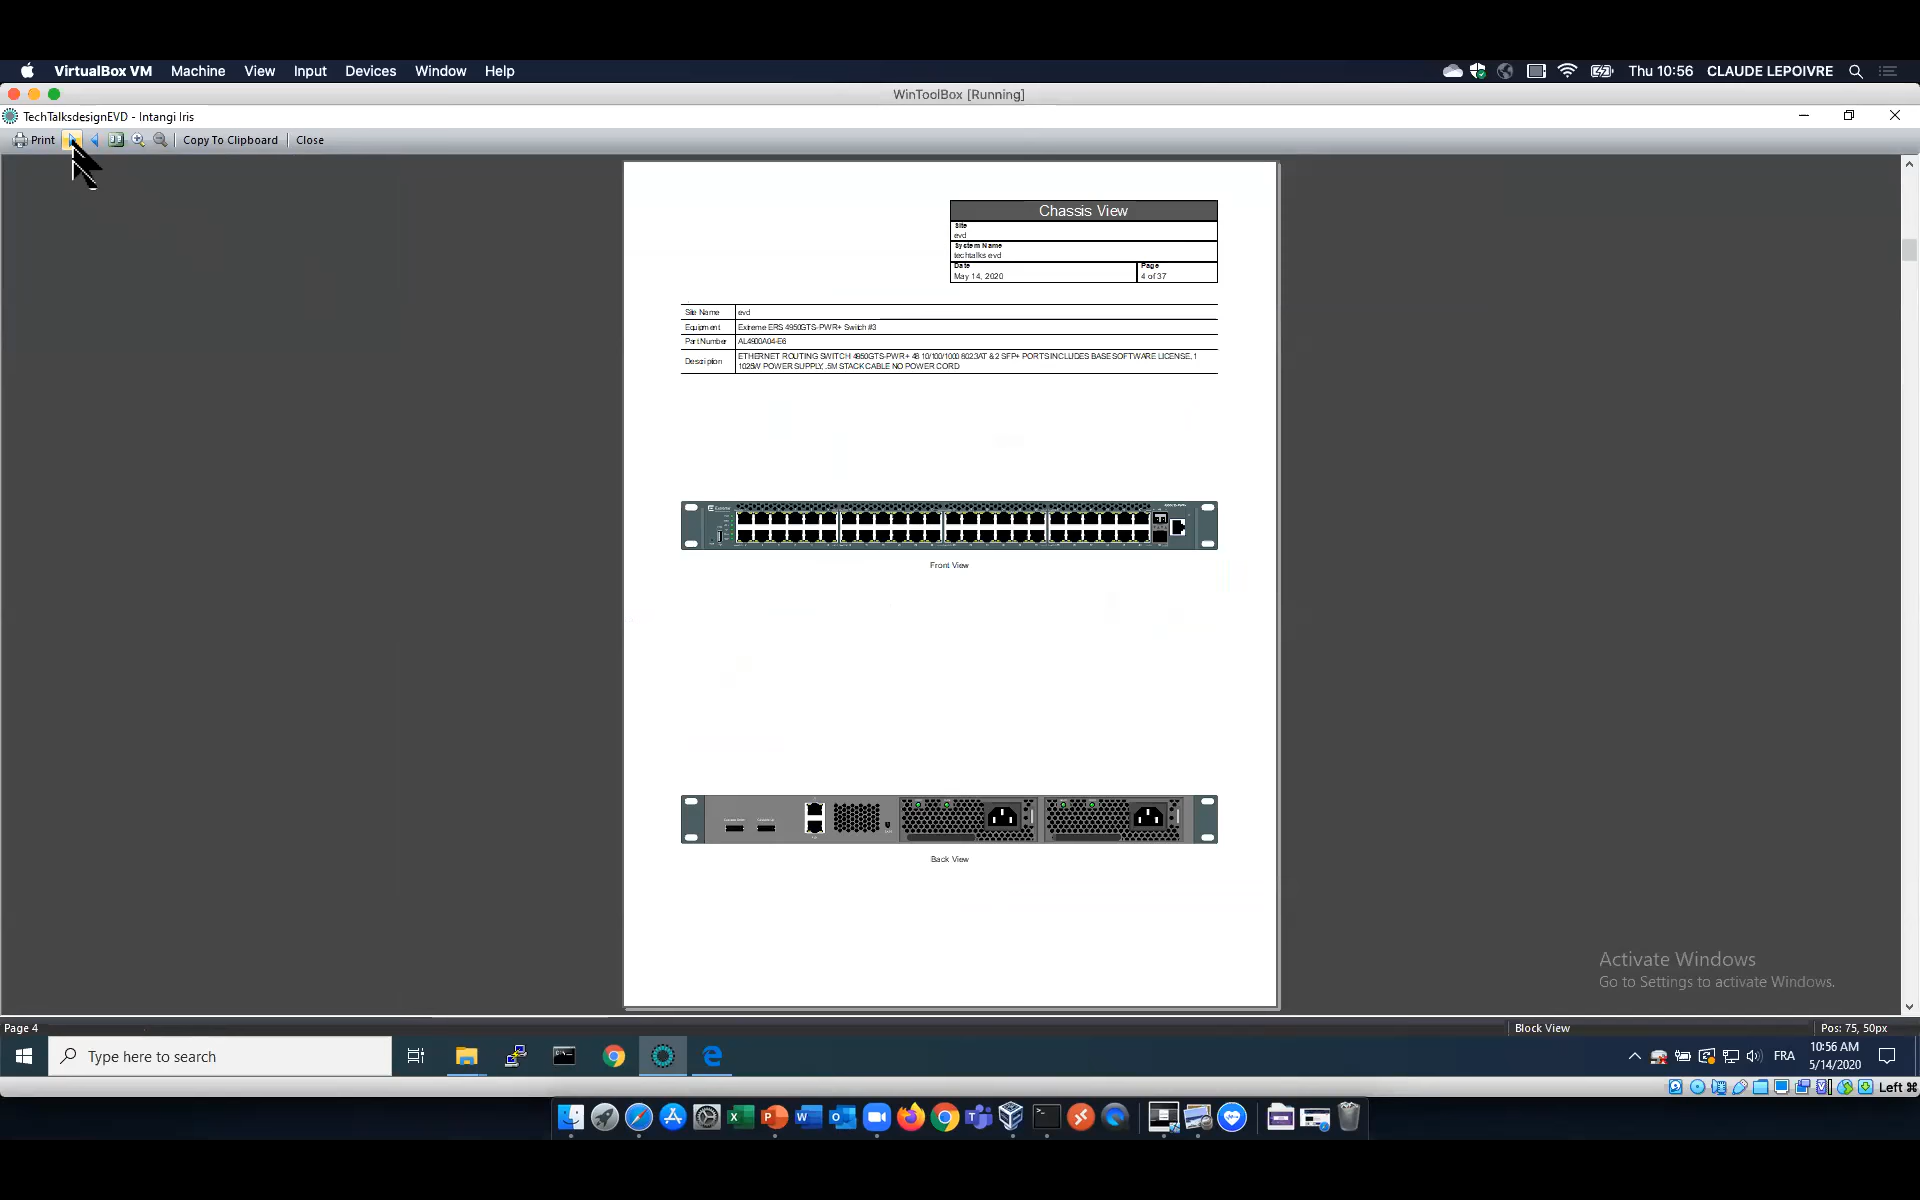 VirtualBox VM Machine View Input Devices Window Help Thu 10:56 CLAUDE LEPOIVRE
WinToolBox [Running]
TechTalksdesignEVD - Intangi Iris
Print Copy To Clipboard Close
Chassis View
Site
evd
System Name
techtalks evd
Date Page
May 14, 2020 4 of 37
Site Name evd
Equipment Extreme ERS 4950GTS-PWR+ Switch #3
Part Number AL4900A04-E6
Description ETHERNET ROUTING SWITCH 4950GTS-PWR+ 48 10/100/1000 802.3AT & 2 SFP+ PORTS INCLUDES BASE SOFTWARE LICENSE, 1
1025W POWER SUPPLY, .5M STACK CABLE NO POWER CORD
Extreme
Front View
Back View
Activate Windows
Go to Settings to activate Windows.
Page 4 Block View Pos: 75, 50px
Type here to search FRA 10:56 AM
5/14/2020
Left ⌘